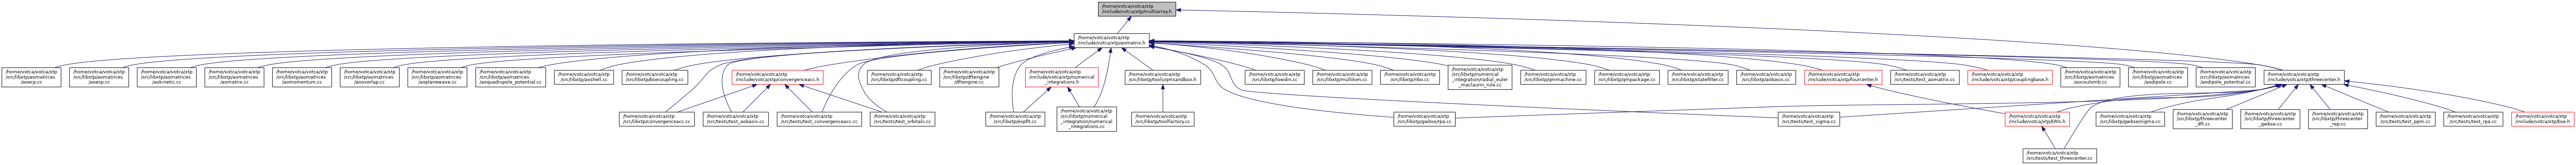 /home/votca/votca/xtp
/include/votca/xtp/multiarray.h
/home/votca/votca/xtp
/include/votca/xtp/aomatrix.h
/home/votca/votca/xtp
/src/libxtp/aomatrices
/aoecp.cc
/home/votca/votca/xtp
/src/libxtp/aomatrices
/aoesp.cc
/home/votca/votca/xtp
/src/libxtp/aomatrices
/aokinetic.cc
/home/votca/votca/xtp
/src/libxtp/aomatrices
/aomatrix.cc
/home/votca/votca/xtp
/src/libxtp/aomatrices
/aomomentum.cc
/home/votca/votca/xtp
/src/libxtp/aomatrices
/aooverlap.cc
/home/votca/votca/xtp
/src/libxtp/aomatrices
/aoplanewave.cc
/home/votca/votca/xtp
/src/libxtp/aomatrices
/aoquadrupole_potential.cc
/home/votca/votca/xtp
/src/libxtp/aoshell.cc
/home/votca/votca/xtp
/src/libxtp/bsecoupling.cc
/home/votca/votca/xtp
/include/votca/xtp/convergenceacc.h
/home/votca/votca/xtp
/src/libxtp/dftcoupling.cc
/home/votca/votca/xtp
/src/libxtp/dftengine
/dftengine.cc
/home/votca/votca/xtp
/include/votca/xtp/numerical
_integrations.h
/home/votca/votca/xtp
/src/libxtp/tools/qmsandbox.h
/home/votca/votca/xtp
/src/libxtp/lowdin.cc
/home/votca/votca/xtp
/src/libxtp/mulliken.cc
/home/votca/votca/xtp
/src/libxtp/nbo.cc
/home/votca/votca/xtp
/src/libxtp/numerical
_integration/radial_euler
_maclaurin_rule.cc
/home/votca/votca/xtp
/src/libxtp/qmmachine.cc
/home/votca/votca/xtp
/src/libxtp/qmpackage.cc
/home/votca/votca/xtp
/src/libxtp/statefilter.cc
/home/votca/votca/xtp
/src/libxtp/aobasis.cc
/home/votca/votca/xtp
/include/votca/xtp/fourcenter.h
/home/votca/votca/xtp
/src/tests/test_aomatrix.cc
/home/votca/votca/xtp
/include/votca/xtp/couplingbase.h
/home/votca/votca/xtp
/src/libxtp/aomatrices
/aocoulomb.cc
/home/votca/votca/xtp
/src/libxtp/aomatrices
/aodipole.cc
/home/votca/votca/xtp
/src/libxtp/aomatrices
/aodipole_potential.cc
/home/votca/votca/xtp
/include/votca/xtp/threecenter.h
/home/votca/votca/xtp
/src/libxtp/convergenceacc.cc
/home/votca/votca/xtp
/src/tests/test_aobasis.cc
/home/votca/votca/xtp
/src/tests/test_convergenceacc.cc
/home/votca/votca/xtp
/src/tests/test_orbitals.cc
/home/votca/votca/xtp
/src/libxtp/espfit.cc
/home/votca/votca/xtp
/src/libxtp/numerical
_integration/numerical
_integrations.cc
/home/votca/votca/xtp
/src/libxtp/toolfactory.cc
/home/votca/votca/xtp
/src/libxtp/gwbse/rpa.cc
/home/votca/votca/xtp
/src/tests/test_sigma.cc
/home/votca/votca/xtp
/include/votca/xtp/ERIs.h
/home/votca/votca/xtp
/src/libxtp/gwbse/sigma.cc
/home/votca/votca/xtp
/src/libxtp/threecenter
_dft.cc
/home/votca/votca/xtp
/src/libxtp/threecenter
_gwbse.cc
/home/votca/votca/xtp
/src/libxtp/threecenter
_rep.cc
/home/votca/votca/xtp
/src/tests/test_ppm.cc
/home/votca/votca/xtp
/src/tests/test_rpa.cc
/home/votca/votca/xtp
/include/votca/xtp/bse.h
/home/votca/votca/xtp
/src/tests/test_threecenter.cc